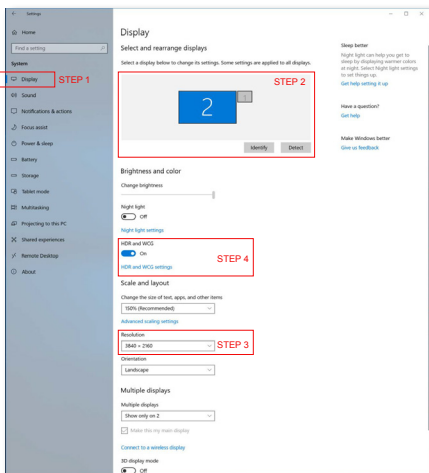 Settings
Home
Find a setting
System
Display
STEP 1
Sound
Notifications & actions
Focus assist
Power & sleep
Battery
Storage
Tablet mode
Multitasking
Projecting to this PC
Shared experiences
Remote Desktop
About
Display
Select and rearrange displays
Select a display below to change its settings. Some settings are applied to all displays.
STEP 2
2
1
Identify
Detect
Brightness and color
Change brightness
Night light
Off
Night light settings
HDR and WCG
On
STEP 4
HDR and WCG settings
Scale and layout
Change the size of text, apps, and other items
150% (Recommended)
Advanced scaling settings
Resolution
3840 × 2160
STEP 3
Orientation
Landscape
Multiple displays
Multiple displays
Show only on 2
Make this my main display
Connect to a wireless display
3D display mode
Off
Sleep better
Night light can help you get to
sleep by displaying warmer colors
at night. Select Night light settings
to set things up.
Get help setting it up
Have a question?
Get help
Make Windows better
Give us feedback